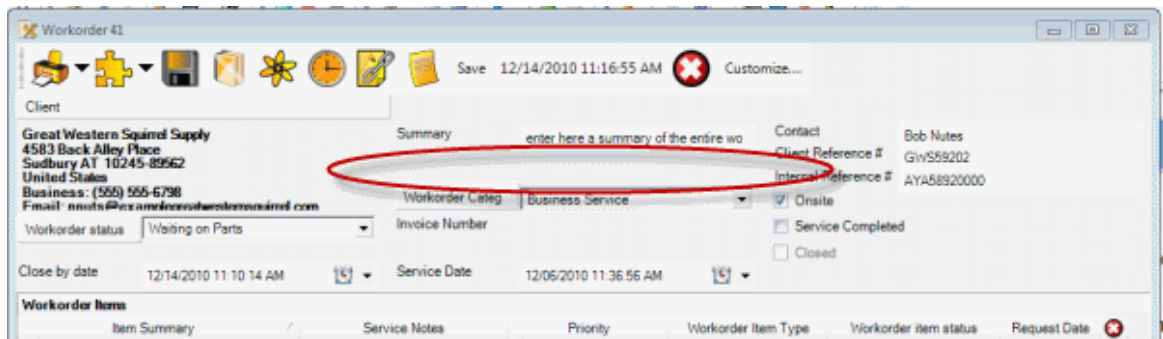 Workorder 41
Save 12/14/2010 11:16:55 AM Customize....
Client
Great Western Squirrel Supply
4583 Back Alley Place
Sudbury AT 10245-89562
United States
Business: (555) 555-6798
Email: pnuts@examplegreatwesternsquirrel.com
Workorder status Waiting on Parts
Close by date 12/14/2010 11:10:14 AM
Summary enter here a summary of the entire wo
Workorder Categ Business Service
Invoice Number
Service Date 12/06/2010 11:36:56 AM
Contact Bob Nutes
Client Reference # GWS59202
Internal Reference # AYA58920000
Onsite
Service Completed
Closed
Workorder Items
Item Summary Service Notes Priority Workorder Item Type Workorder item status Request Date